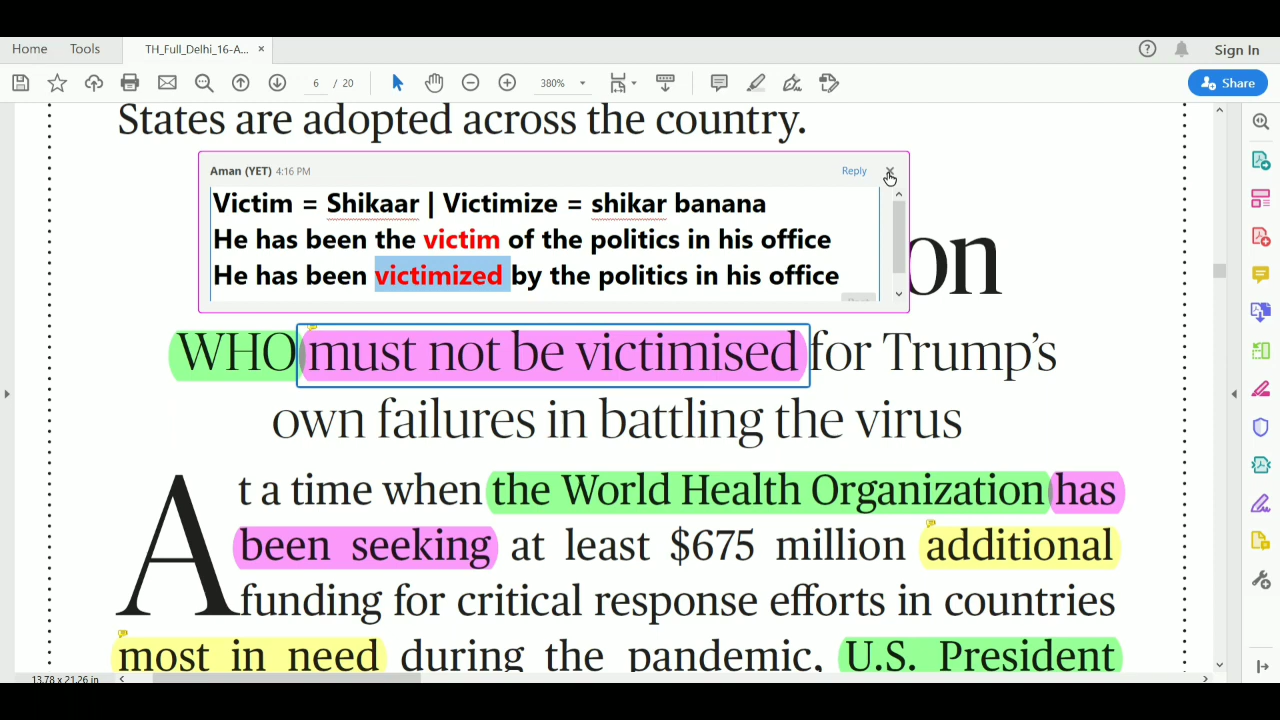 Home Tools TH_Full_Delhi_16-A... × Sign In
6 / 20 380% Share
States are adopted across the country.
Aman (YET) 4:16 PM Reply
Victim = Shikaar | Victimize = shikar banana
He has been the victim of the politics in his office
He has been victimized by the politics in his office
on
WHO must not be victimised for Trump’s
own failures in battling the virus
At a time when the World Health Organization has
been seeking at least $675 million additional
funding for critical response efforts in countries
most in need during the pandemic, U.S. President
13.78 x 21.26 in